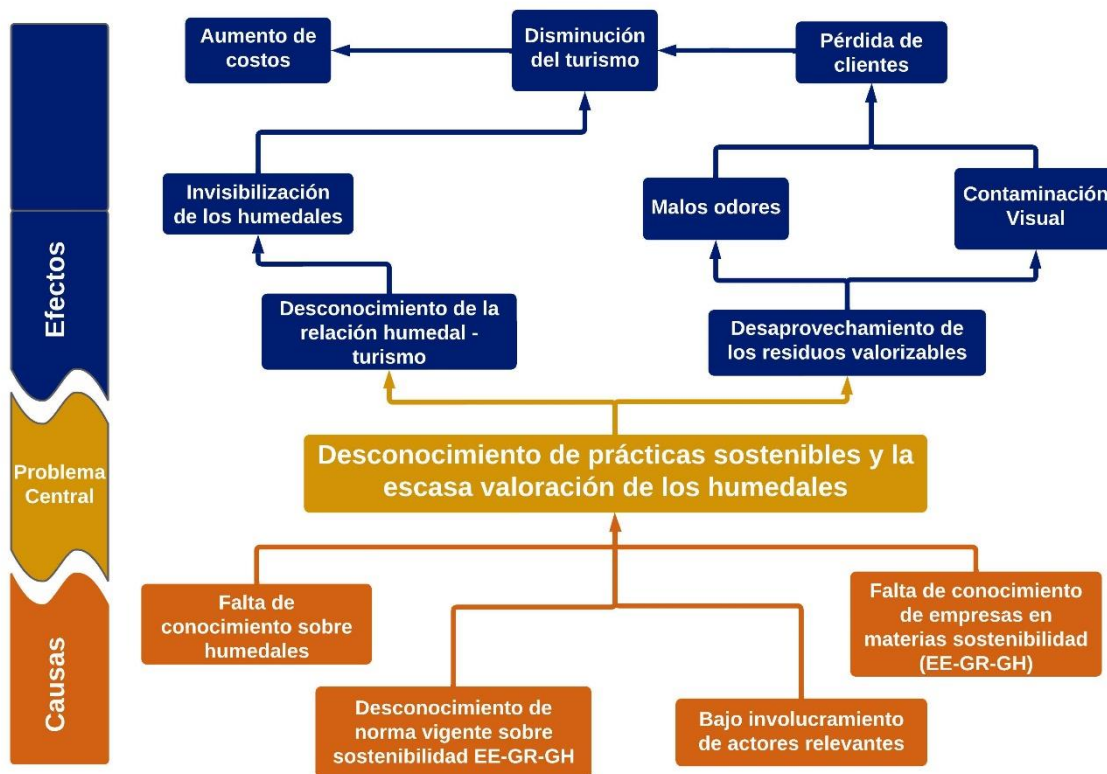 Aumento de
costos
Disminución
del turismo
Pérdida de
clientes
Invisibilización
de los humedales
Malos odores
Contaminación
Visual
Efectos
Desconocimiento de la
relación humedal -
turismo
Desaprovechamiento de
los residuos valorizables
Problema
Central
Desconocimiento de prácticas sostenibles y la
escasa valoración de los humedales
Causas
Falta de
conocimiento sobre
humedales
Falta de conocimiento
de empresas en
materias sostenibilidad
(EE-GR-GH)
Desconocimiento de
norma vigente sobre
sostenibilidad EE-GR-GH
Bajo involucramiento
de actores relevantes